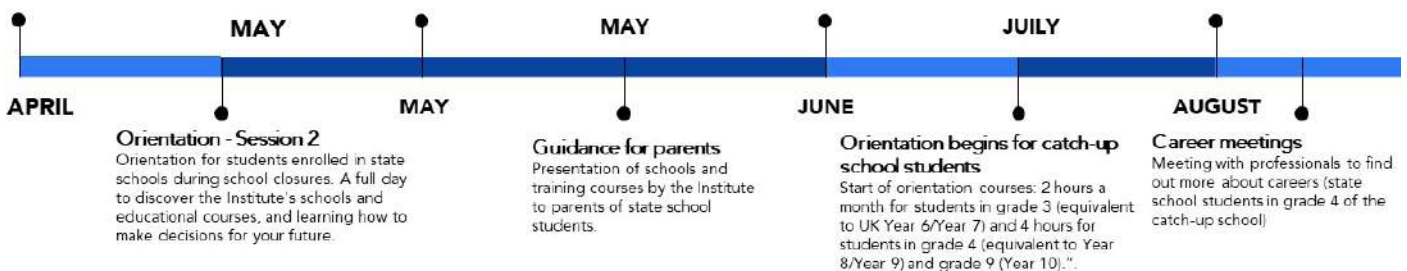 MAY
MAY
JUILY
APRIL
MAY
JUNE
AUGUST
Orientation - Session 2
Orientation for students enrolled in state
schools during school closures. A full day
to discover the Institute's schools and
educational courses, and learning how to
make decisions for your future.
Guidance for parents
Presentation of schools and
training courses by the Institute
to parents of state school
students.
Orientation begins for catch-up
school students
Start of orientation courses: 2 hours a
month for students in grade 3 (equivalent
to UK Year 6/Year 7) and 4 hours for
students in grade 4 (equivalent to Year
8/Year 9) and grade 9 (Year 10).".
Career meetings
Meeting with professionals to find
out more about careers (state
school students in grade 4 of the
catch-up school)